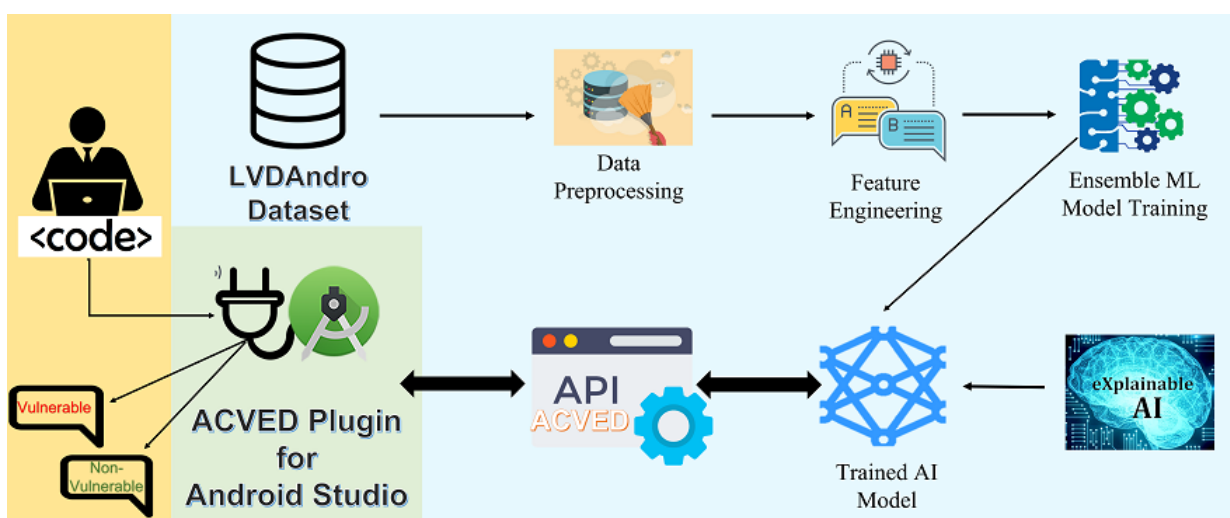 <code>
LVDAndro
Dataset
Data
Preprocessing
A
B
Feature
Engineering
Ensemble ML
Model Training
Vulnerable
Non-
Vulnerable
ACVED Plugin
for
Android Studio
API
ACVED
Trained AI
Model
eXplainable
AI